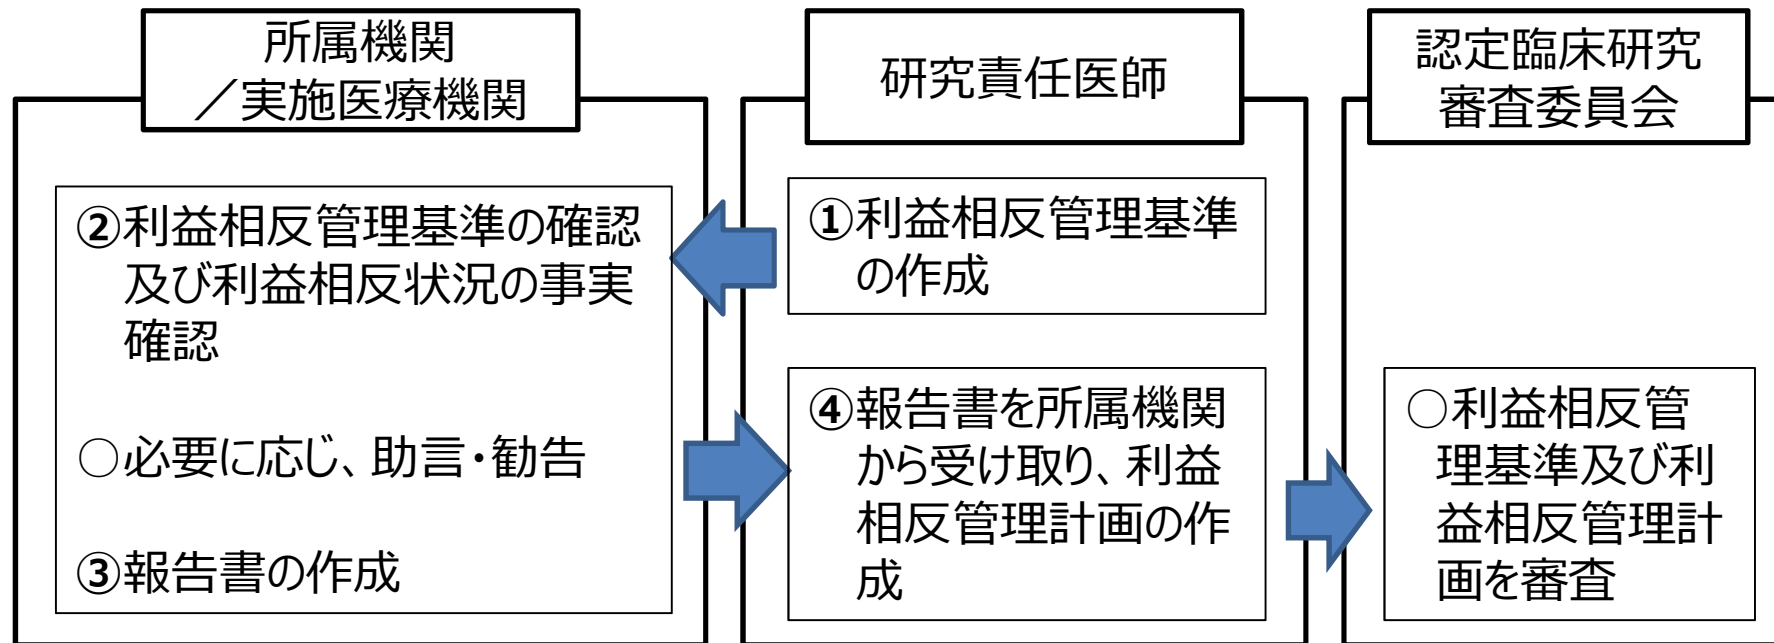 所属機関
／実施医療機関
②利益相反管理基準の確認
及び利益相反状況の事実
確認
○必要に応じ、助言・勧告
③報告書の作成
研究責任医師
①利益相反管理基準
の作成
④報告書を所属機関
から受け取り、利益
相反管理計画の作
成
認定臨床研究
審査委員会
○利益相反管
理基準及び利
益相反管理計
画を審査